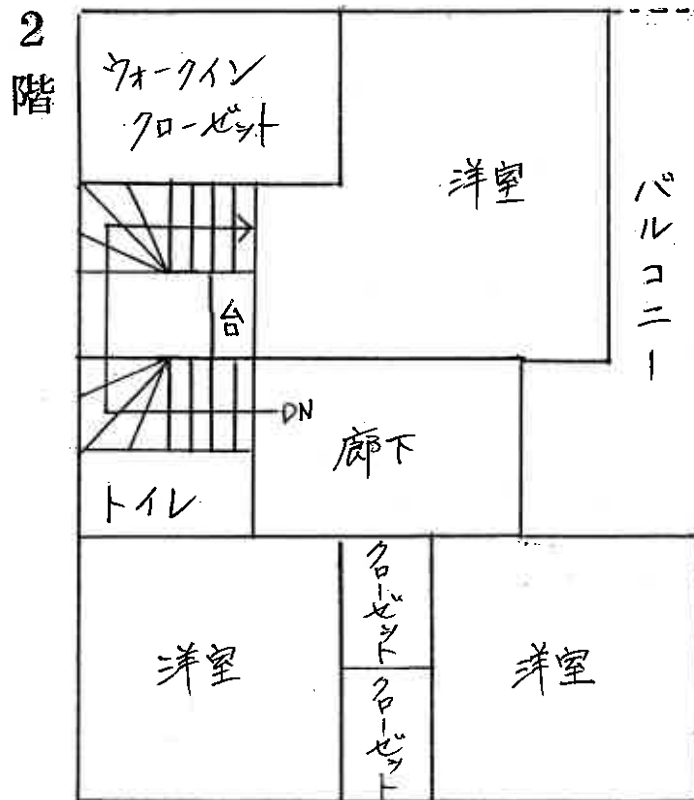 2階
ウォークイン
クローゼット
洋室
バルコニー
台
DN
廊下
トイレ
クローゼット
洋室
洋室
クローゼット